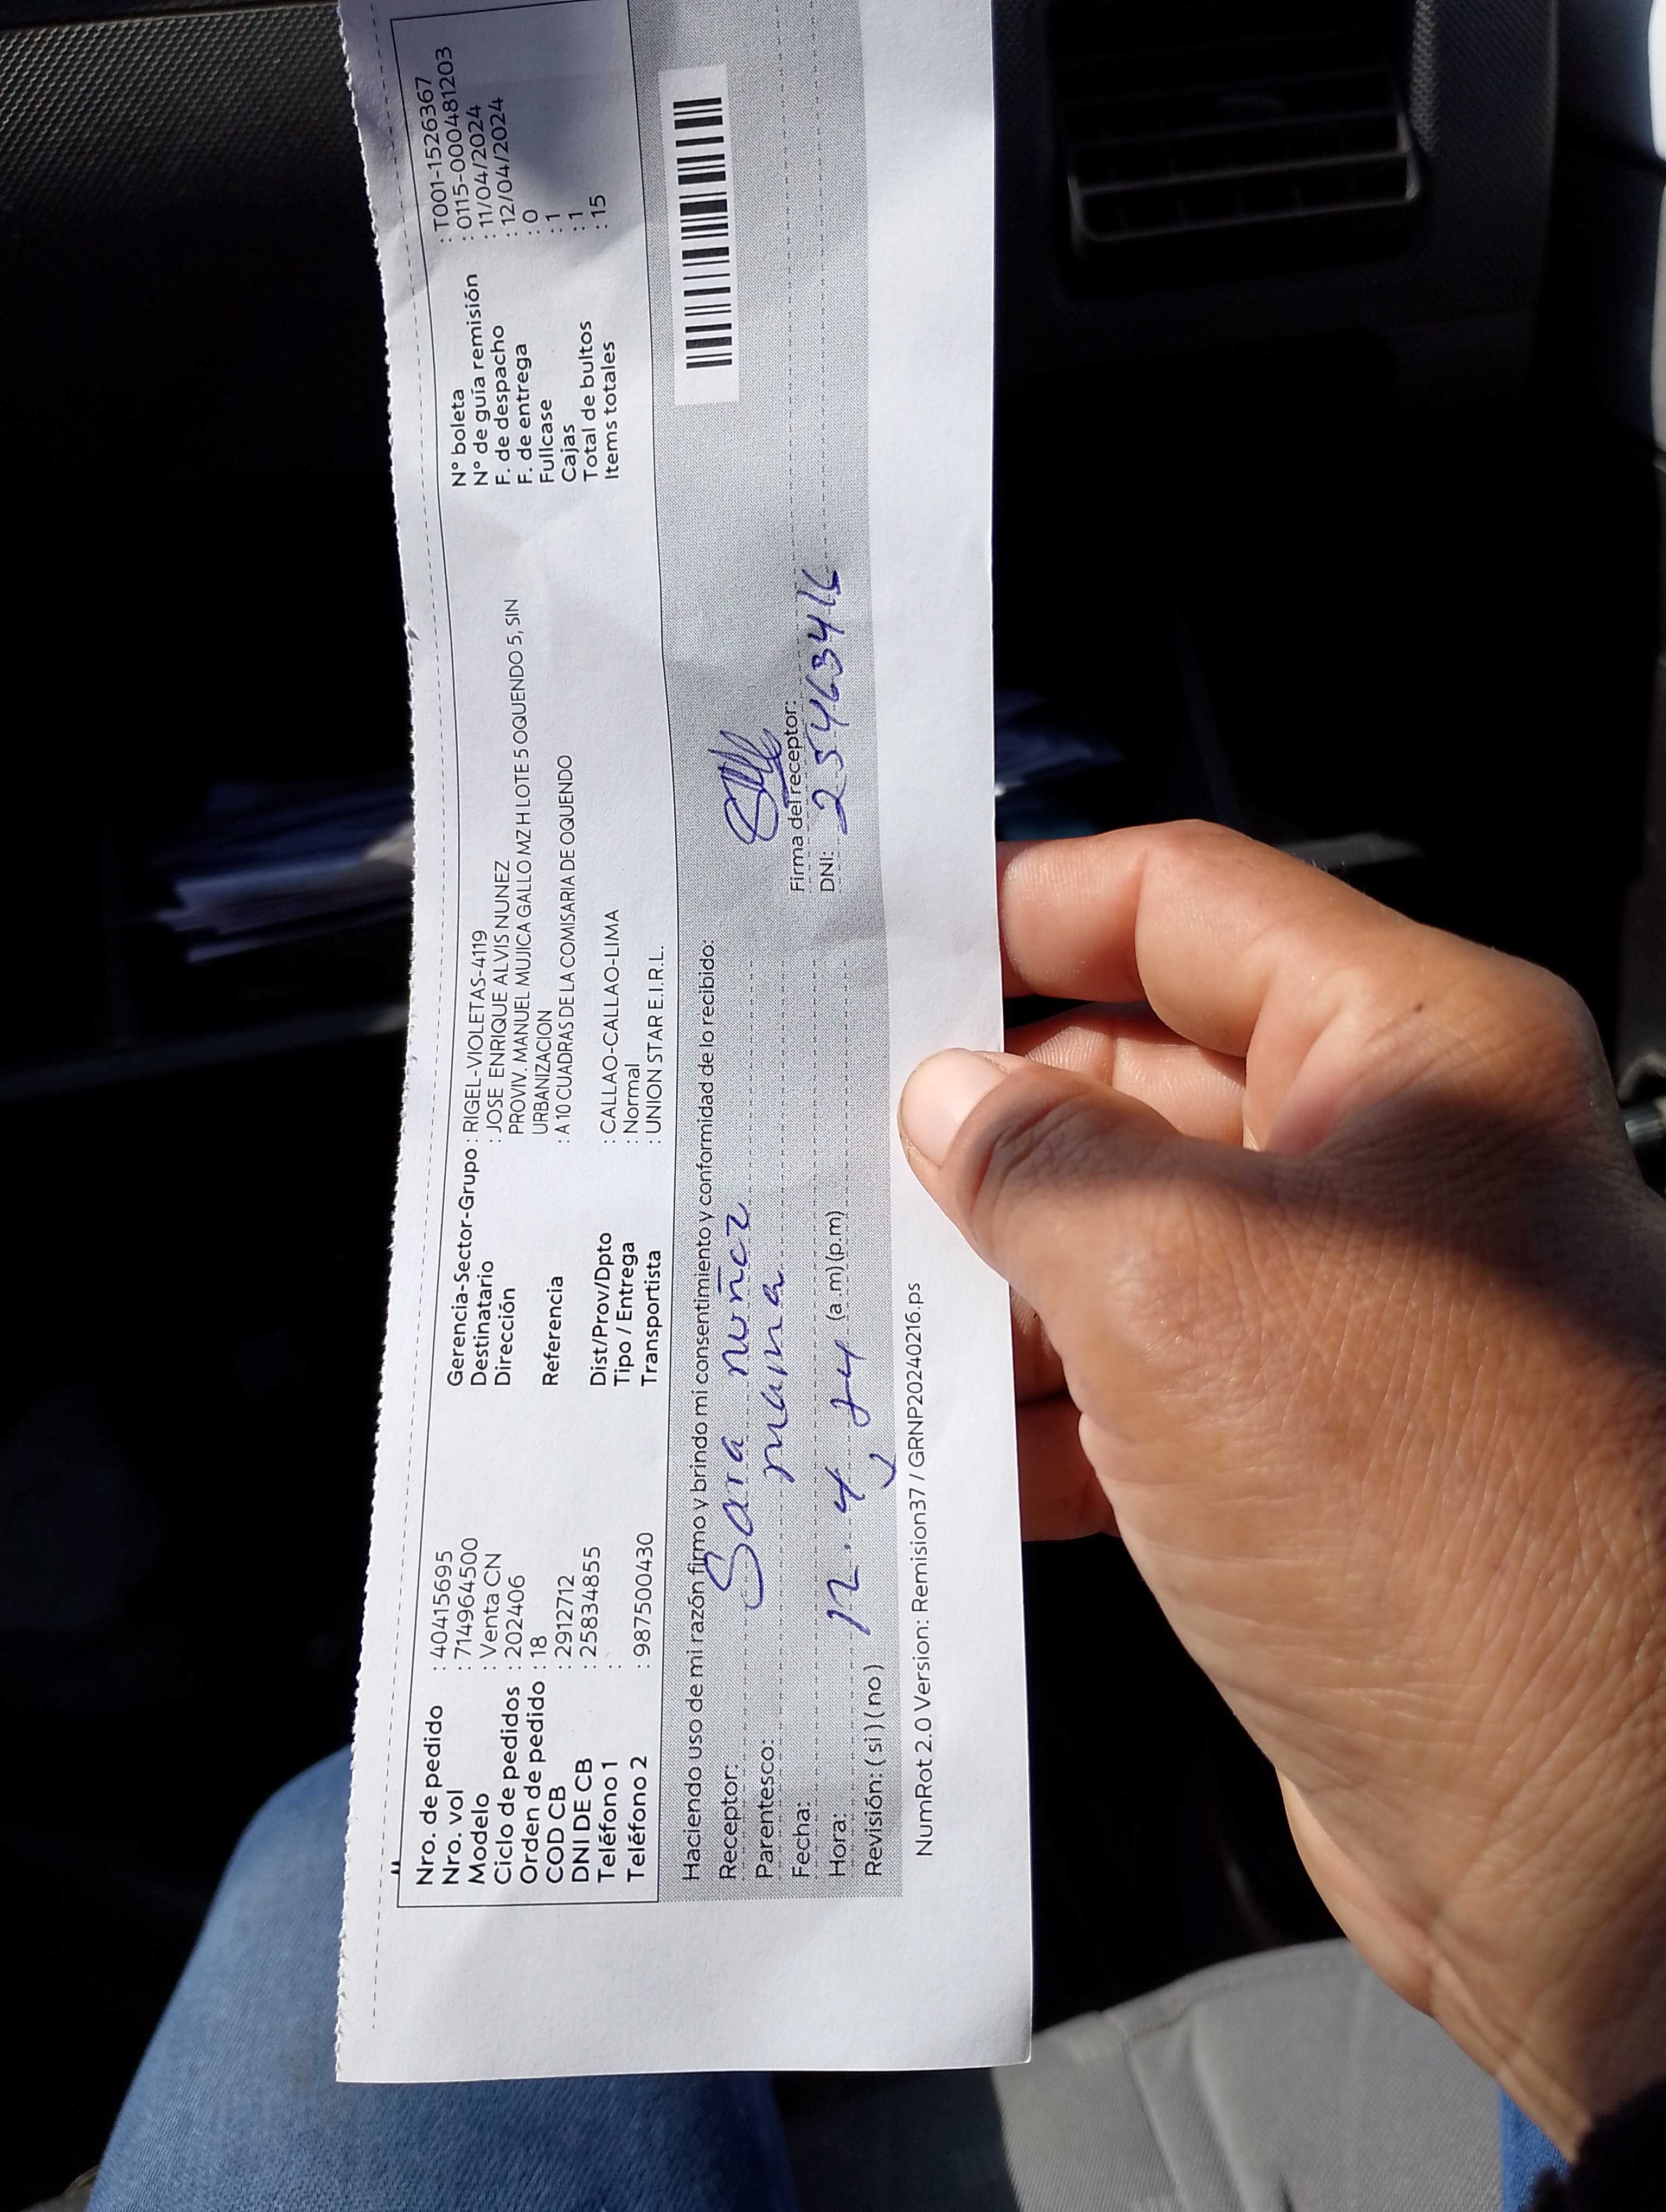 Nro. de pedido : 40415695
Nro. vol : 714964500
Modelo : Venta CN
Ciclo de pedidos : 202406
Orden de pedido : 18
COD CB : 2912712
DNI DE CB : 25834855
Teléfono 1 :
Teléfono 2 : 987500430
Gerencia-Sector-Grupo : RIGEL-VIOLETAS-4119
Destinatario : JOSE ENRIQUE ALVIS NUNEZ
Dirección PROVIV. MANUEL MUJICA GALLO MZ H LOTE 5 OQUENDO 5, SIN
URBANIZACION
Referencia : A 10 CUADRAS DE LA COMISARIA DE OQUENDO
Dist/Prov/Dpto : CALLAO-CALLAO-LIMA
Tipo / Entrega : Normal
Transportista : UNION STAR E.I.R.L.
N° boleta : T001-1526367
N° de guía remisión : 0115-0000481203
F. de despacho : 11/04/2024
F. de entrega : 12/04/2024
Fullcase : 0
Cajas : 1
Total de bultos : 1
Items totales : 15
Haciendo uso de mi razón firmo y brindo mi consentimiento y conformidad de lo recibido:
Receptor: Sara nuñez
Parentesco: mama
Fecha: 12.4.24
Hora: (a.m) (p.m)
Revisión: ( si ) ( no )
Firma del receptor:
DNI: 25463416
NumRot 2.0 Version: Remision37 / GRNP20240216.ps